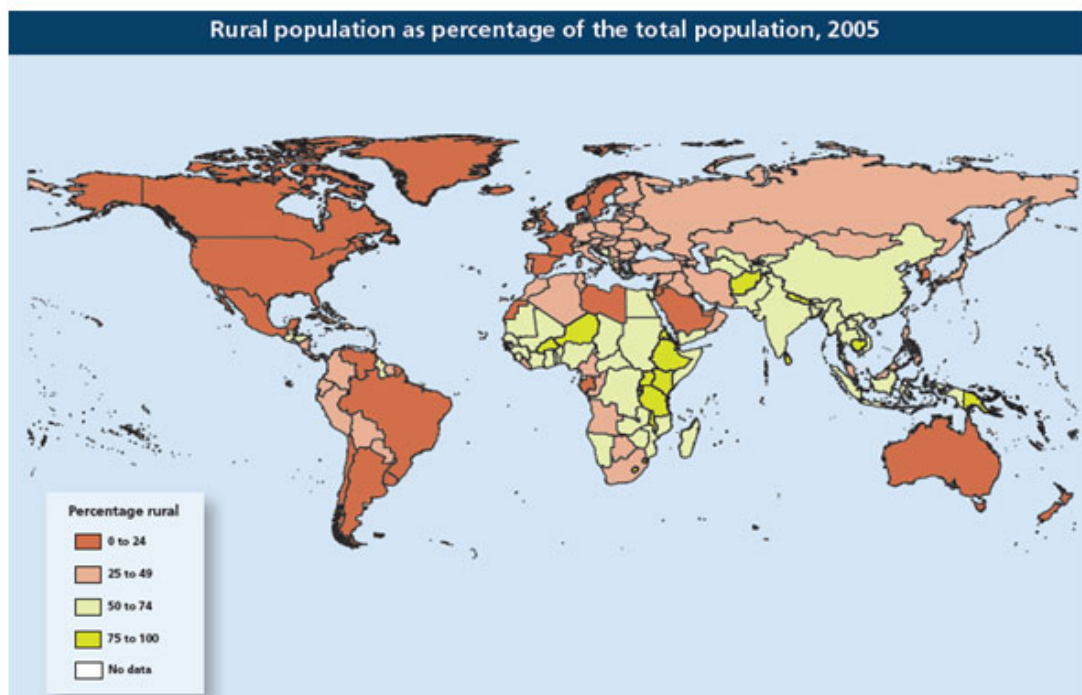 Rural population as percentage of the total population, 2005
Percentage rural
0 to 24
25 to 49
50 to 74
75 to 100
No data